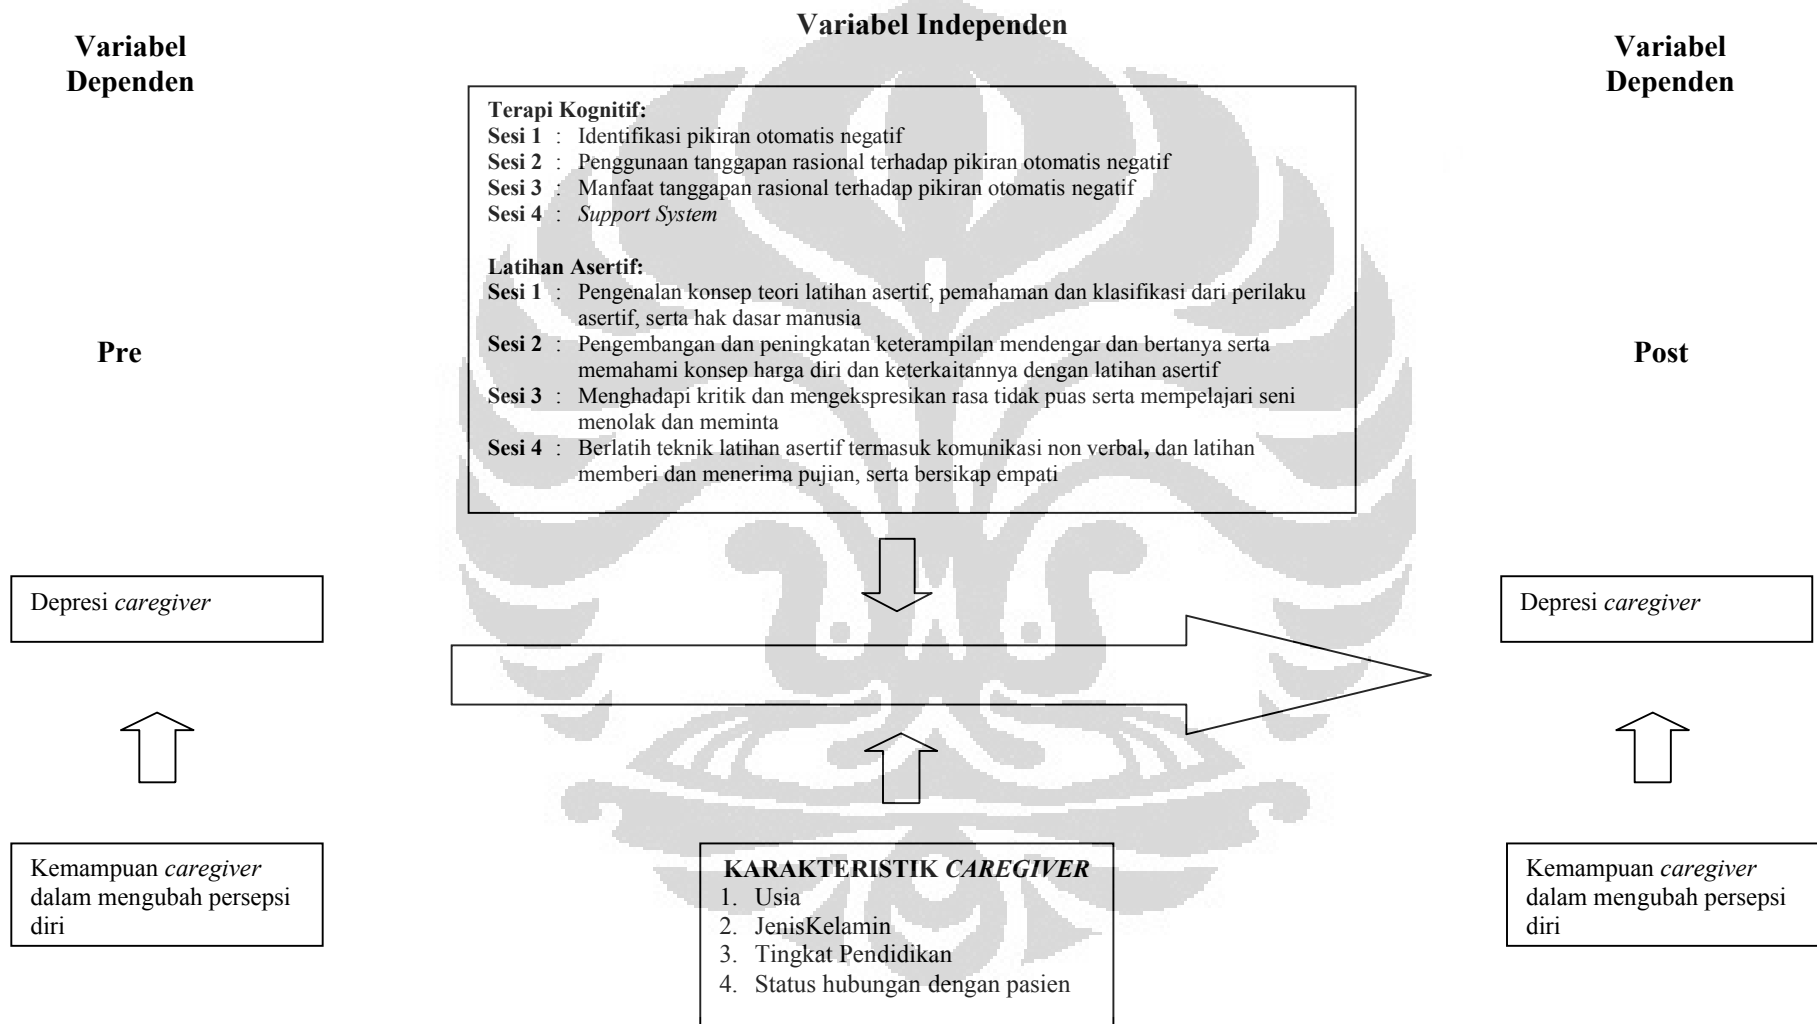 Variabel Independen
Variabel
Dependen
Variabel
Dependen
Terapi Kognitif:
Sesi 1 : Identifikasi pikiran otomatis negatif
Sesi 2 : Penggunaan tanggapan rasional terhadap pikiran otomatis negatif
Sesi 3 : Manfaat tanggapan rasional terhadap pikiran otomatis negatif
Sesi 4 : Support System
Latihan Asertif:
Sesi 1 : Pengenalan konsep teori latihan asertif, pemahaman dan klasifikasi dari perilaku
asertif, serta hak dasar manusia
Sesi 2 : Pengembangan dan peningkatan keterampilan mendengar dan bertanya serta
memahami konsep harga diri dan keterkaitannya dengan latihan asertif
Sesi 3 : Menghadapi kritik dan mengekspresikan rasa tidak puas serta mempelajari seni
menolak dan meminta
Sesi 4 : Berlatih teknik latihan asertif termasuk komunikasi non verbal, dan latihan
memberi dan menerima pujian, serta bersikap empati
Pre
Post
Depresi caregiver
Depresi caregiver
Kemampuan caregiver
dalam mengubah persepsi
diri
KARAKTERISTIK CAREGIVER
1. Usia
2. JenisKelamin
3. Tingkat Pendidikan
4. Status hubungan dengan pasien
Kemampuan caregiver
dalam mengubah persepsi
diri